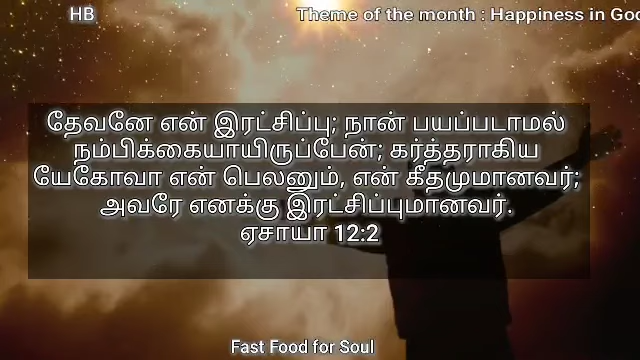 HB
Theme of the month : Happiness in Goo
தேவனே என் இரட்சிப்பு; நான் பயப்படாமல்
நம்பிக்கையாயிருப்பேன்; கர்த்தராகிய
யேகோவா என் பெலனும், என் கீதமுமானவர்;
அவரே எனக்கு இரட்சிப்புமானவர்.
ஏசாயா 12:2
Fast Food for Soul